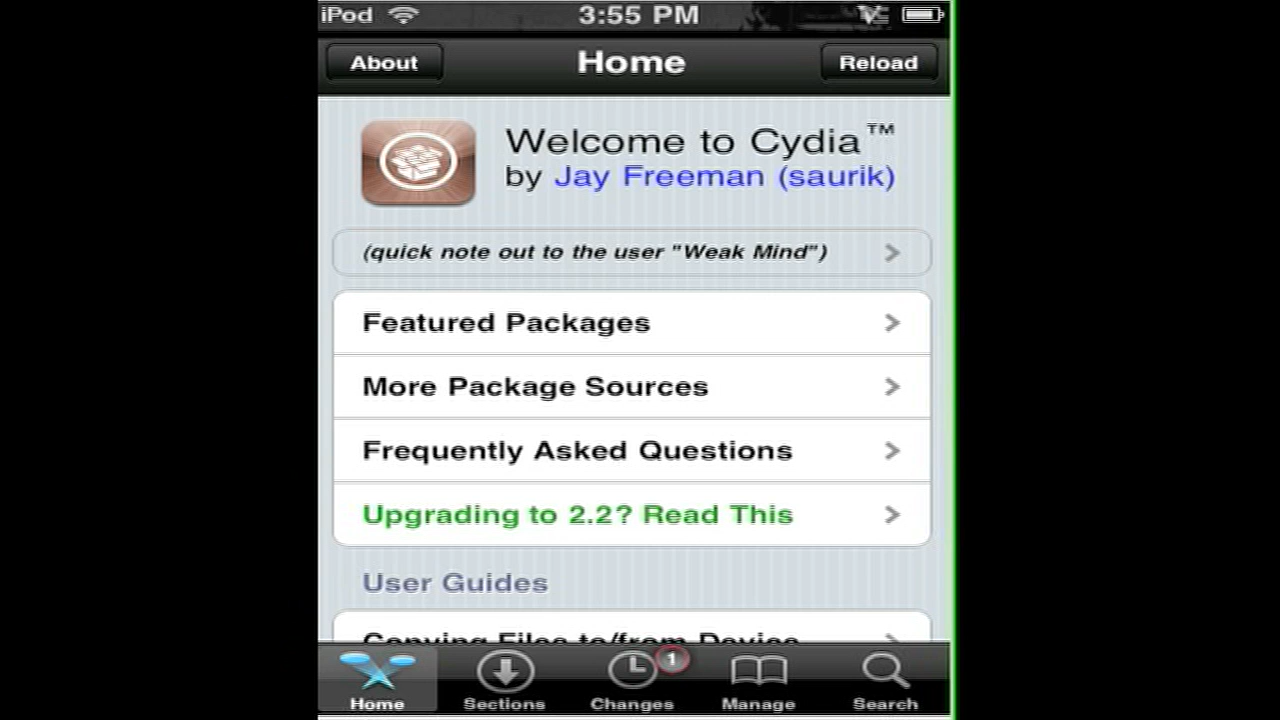 iPod 3:55 PM
About Home Reload
Welcome to Cydia™
by Jay Freeman (saurik)
(quick note out to the user "Weak Mind")
Featured Packages
More Package Sources
Frequently Asked Questions
Upgrading to 2.2? Read This
User Guides
Copying Files to/from Device
1
Home Sections Changes Manage Search